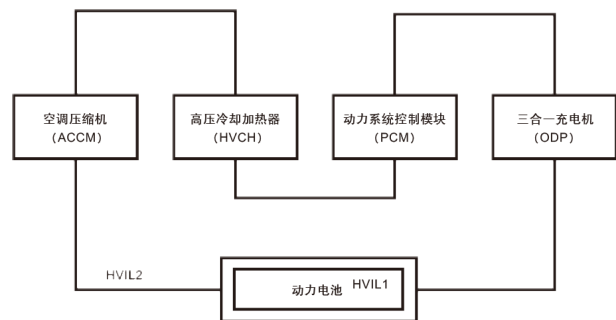 空调压缩机
(ACCM)
高压冷却加热器
(HVCH)
动力系统控制模块
(PCM)
三合一充电机
(ODP)
HVIL2
动力电池
HVIL1